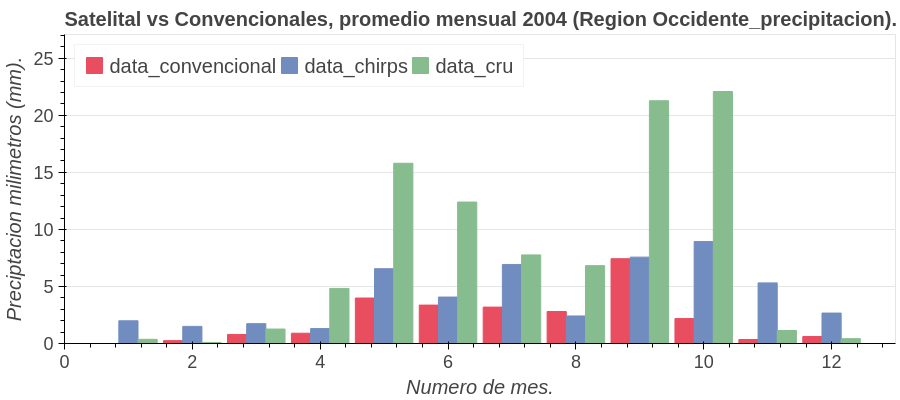 Satelital vs Convencionales, promedio mensual 2004 (Region Occidente_precipitacion).
data_convencional data_chirps data_cru
Preciptacion milimetros (mm).
25
20
15
10
5
0
0 2 4 6 8 10 12
Numero de mes.